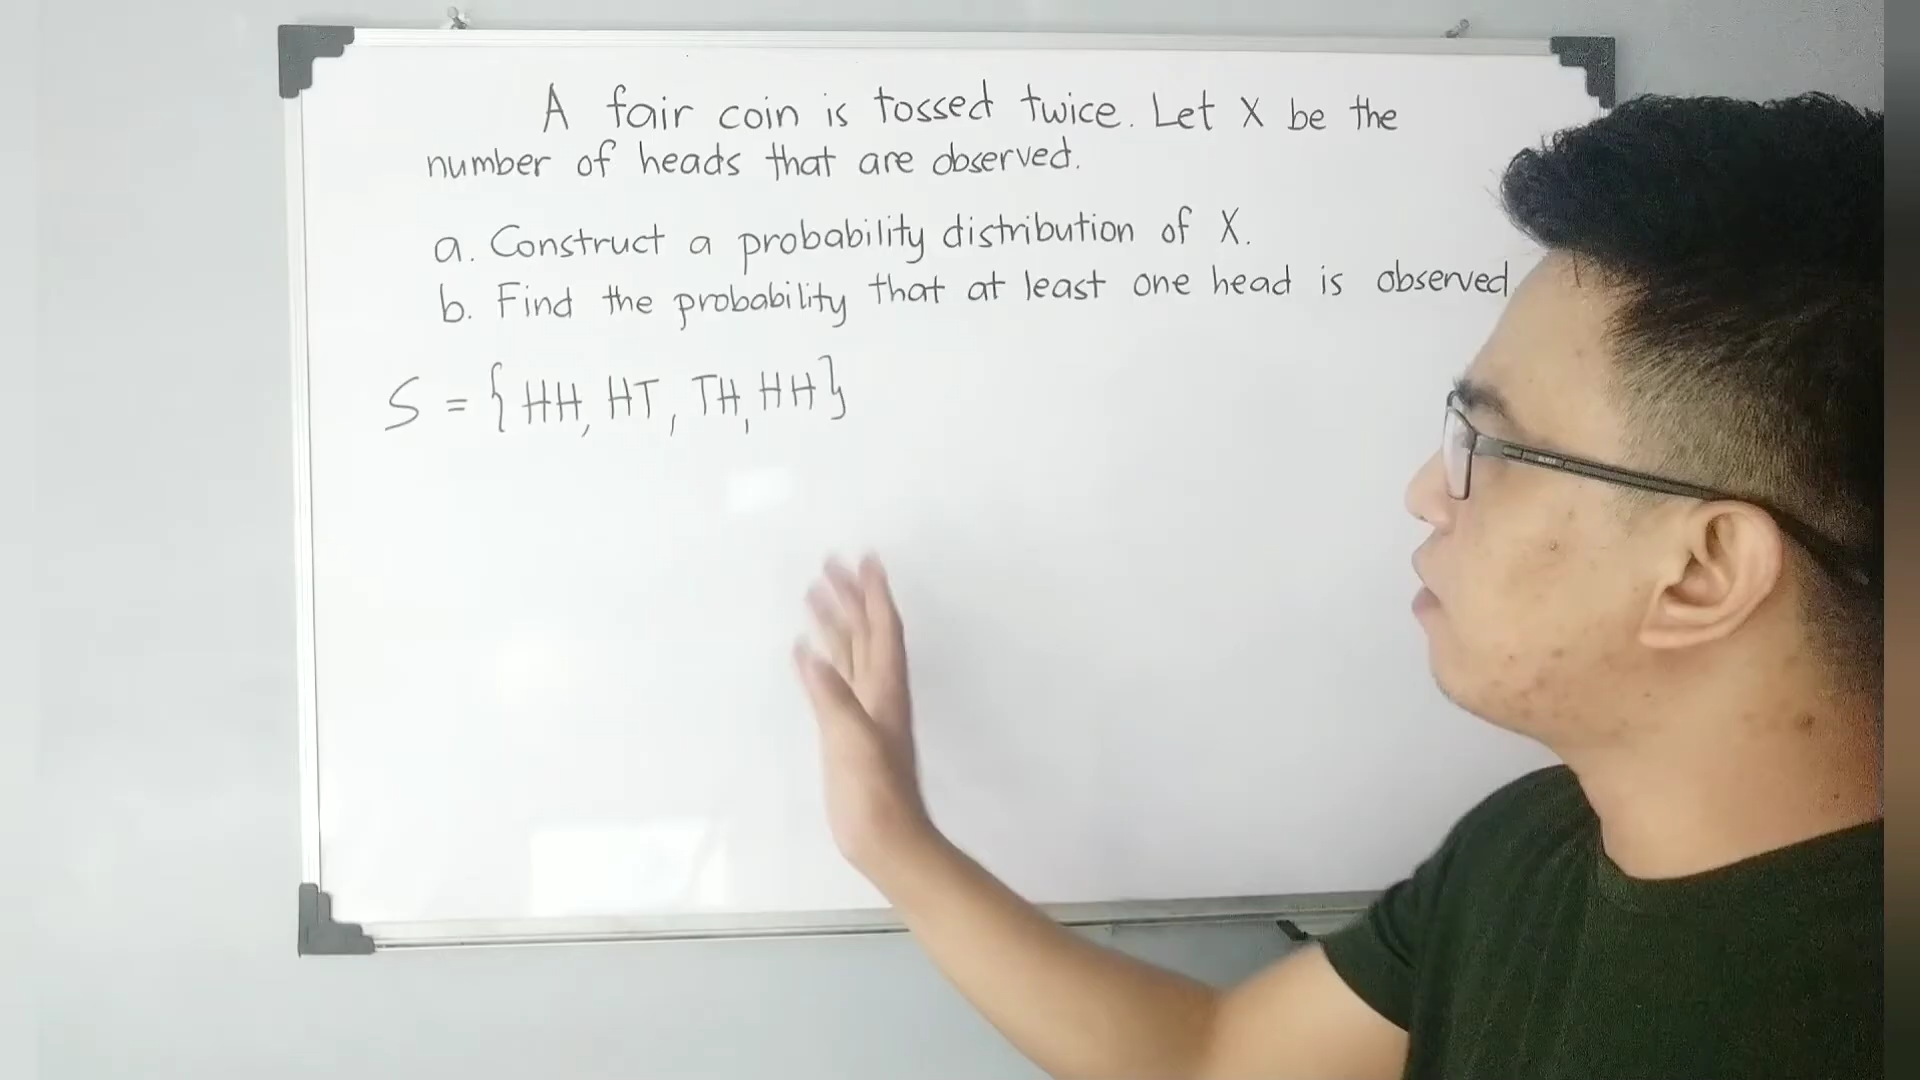 A fair coin is tossed twice. Let X be the
number of heads that are observed.
a. Construct a probability distribution of X.
b. Find the probability that at least one head is observed
S = { HH, HT, TH, HH}